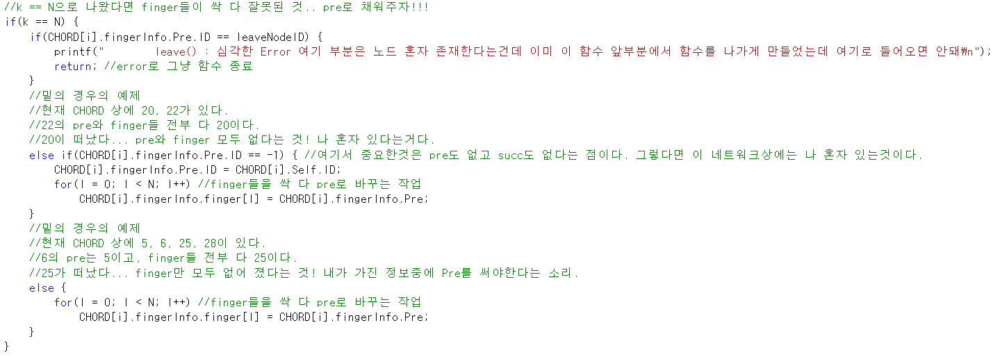 //k == N으로 나왔다면 finger들이 싹 다 잘못된 것.. pre로 채워주자!!!
if(k == N) {
    if(CHORD[i].fingerInfo.Pre.ID == leaveNodeID) {
        printf("        leave() : 심각한 Error 여기 부분은 노드 혼자 존재한다는건데 이미 이 함수 앞부분에서 함수를 나가게 만들었는데 여기로 들어오면 안돼₩n");
        return; //error로 그냥 함수 종료
    }
    //밑의 경우의 예제
    //현재 CHORD 상에 20, 22가 있다.
    //22의 pre와 finger들 전부 다 20이다.
    //20이 떠났다... pre와 finger 모두 없다는 것! 나 혼자 있다는거다.
    else if(CHORD[i].fingerInfo.Pre.ID == -1) { //여기서 중요한것은 pre도 없고 succ도 없다는 점이다. 그렇다면 이 네트워크상에는 나 혼자 있는것이다.
        CHORD[i].fingerInfo.Pre.ID = CHORD[i].Self.ID;
        for(l = 0; l < N; l++) //finger들을 싹 다 pre로 바꾸는 작업
            CHORD[i].fingerInfo.finger[l] = CHORD[i].fingerInfo.Pre;
    }
    //밑의 경우의 예제
    //현재 CHORD 상에 5, 6, 25, 28이 있다.
    //6의 pre는 5이고, finger들 전부 다 25이다.
    //25가 떠났다... finger만 모두 없어 졌다는 것! 내가 가진 정보중에 Pre를 써야한다는 소리.
    else {
        for(l = 0; l < N; l++) //finger들을 싹 다 pre로 바꾸는 작업
            CHORD[i].fingerInfo.finger[l] = CHORD[i].fingerInfo.Pre;
    }
}